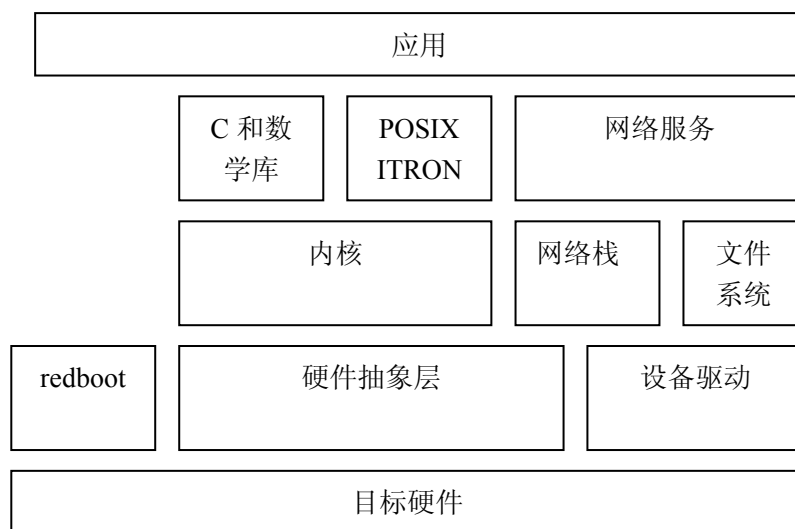 应用
C 和数
学库
POSIX
ITRON
网络服务
内核
网络栈
文件
系统
redboot
硬件抽象层
设备驱动
目标硬件